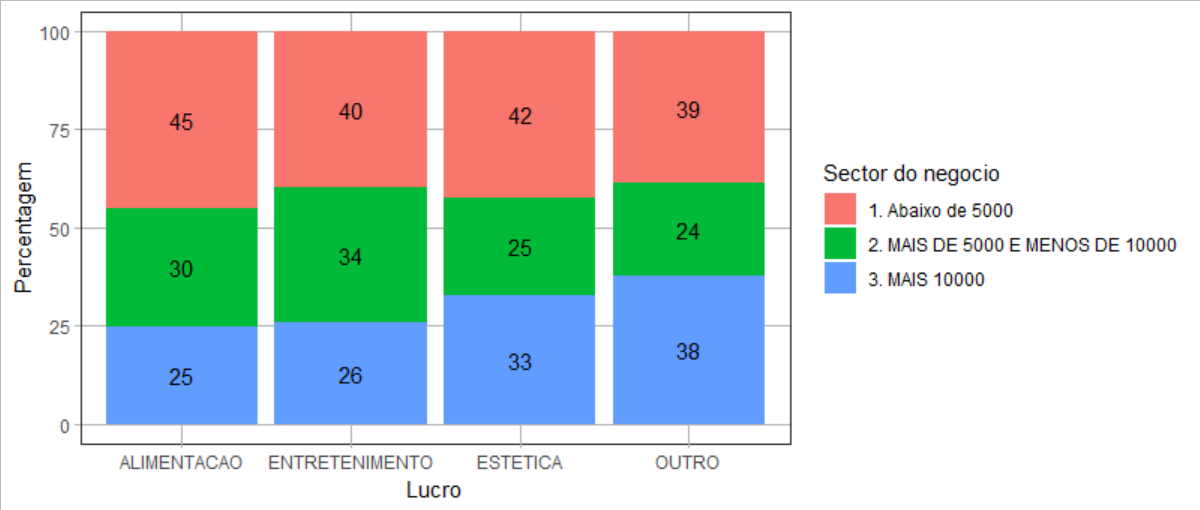 Percentagem
100
75
50
25
0
45
40
42
39
30
34
25
24
25
26
33
38
ALIMENTACAO
ENTRETENIMENTO
ESTETICA
OUTRO
Lucro
Sector do negocio
1. Abaixo de 5000
2. MAIS DE 5000 E MENOS DE 10000
3. MAIS 10000